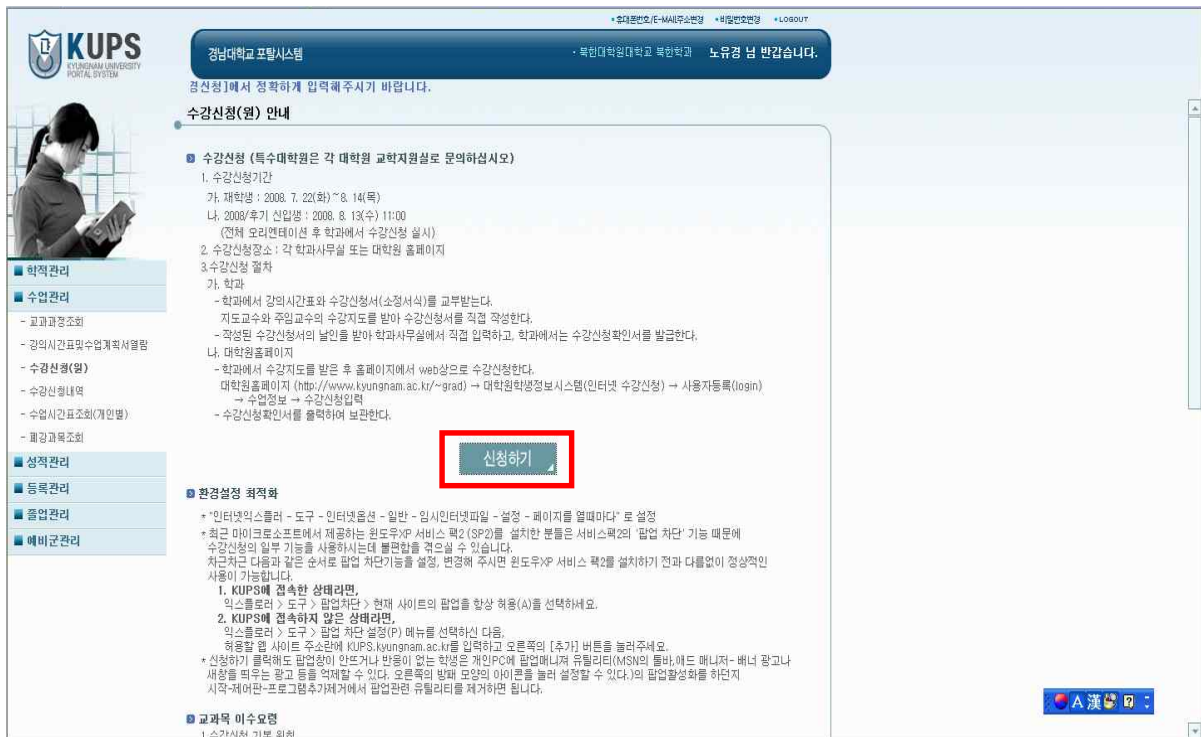 • 휴대폰번호/E-MAIL주소변경 • 비밀번호변경 • LOGOUT
KUPS
KYUNGNAM UNIVERSITY
PORTAL SYSTEM
경남대학교 포탈시스템
· 북한대학원대학교 북한학과 노유경 님 반갑습니다.
경신청]에서 정확하게 입력해주시기 바랍니다.
수강신청(원) 안내
수강신청 (특수대학원은 각 대학원 교학지원실로 문의하십시오)
1. 수강신청기간
가. 재학생 : 2008. 7. 22(화) ~ 8. 14(목)
나. 2008/후기 신입생 : 2008. 8. 13(수) 11:00
(전체 오리엔테이션 후 학과에서 수강신청 실시)
2. 수강신청장소 : 각 학과사무실 또는 대학원 홈페이지
3.수강신청 절차
가. 학과
- 학과에서 강의시간표와 수강신청서(소정서식)를 교부받는다.
지도교수와 주임교수의 수강지도를 받아 수강신청서를 직접 작성한다.
- 작성된 수강신청서의 날인을 받아 학과사무실에서 직접 입력하고, 학과에서는 수강신청확인서를 발급한다.
나. 대학원홈페이지
- 학과에서 수강지도를 받은 후 홈페이지에서 web상으로 수강신청한다.
대학원홈페이지 (http://www.kyungnam.ac.kr/~grad) → 대학원학생정보시스템(인터넷 수강신청) → 사용자등록(login)
→ 수업정보 → 수강신청입력
- 수강신청확인서를 출력하여 보관한다.
신청하기
학적관리
수업관리
- 교과과정조회
- 강의시간표및수업계획서열람
- 수강신청(원)
- 수강신청내역
- 수업시간표조회(개인별)
- 폐강과목조회
성적관리
등록관리
졸업관리
예비군관리
환경설정 최적화
* "인터넷익스플러 - 도구 - 인터넷옵션 - 일반 - 임시인터넷파일 - 설정 - 페이지를 열때마다" 로 설정
* 최근 마이크로소프트에서 제공하는 윈도우XP 서비스 팩2 (SP2)를 설치한 분들은 서비스팩2의 '팝업 차단' 기능 때문에
수강신청의 일부 기능을 사용하시는데 불편함을 겪으실 수 있습니다.
차근차근 다음과 같은 순서로 팝업 차단기능을 설정, 변경해 주시면 윈도우XP 서비스 팩2를 설치하기 전과 다름없이 정상적인
사용이 가능합니다.
1. KUPS에 접속한 상태라면,
익스플로러 > 도구 > 팝업차단 > 현재 사이트의 팝업을 항상 허용(A)을 선택하세요.
2. KUPS에 접속하지 않은 상태라면,
익스플로러 > 도구 > 팝업 차단 설정(P) 메뉴를 선택하신 다음,
허용할 웹 사이트 주소란에 KUPS.kyungnam.ac.kr를 입력하고 오른쪽의 [추가] 버튼을 눌러주세요.
* 신청하기 클릭해도 팝업창이 안뜨거나 반응이 없는 학생은 개인PC에 팝업매니져 유틸리티(MSN의 툴바,애드 매니저- 배너 광고나
새창을 띄우는 광고 등을 억제할 수 있다. 오른쪽의 방패 모양의 아이콘을 눌러 설정할 수 있다.)의 팝업활성화를 하던지
시작-제어판-프로그램추가제거에서 팝업관련 유틸리티를 제거하면 됩니다.
교과목 이수요령
1.수강신청 기본 원칙
A 漢